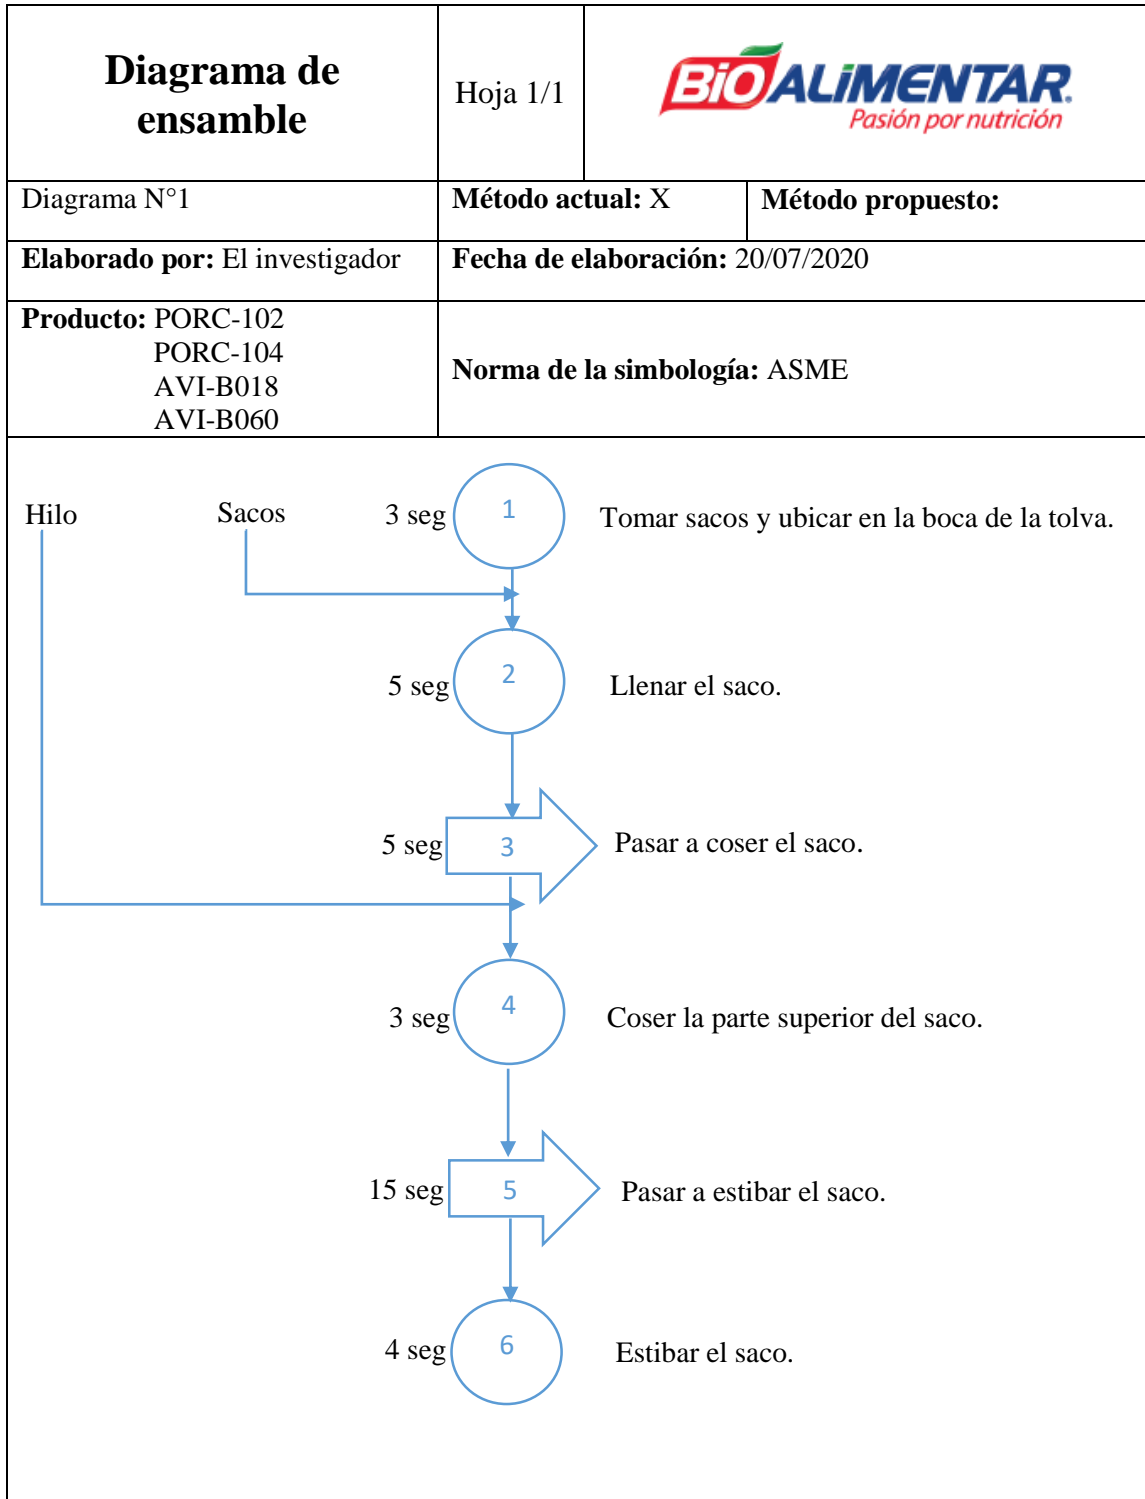 Diagrama de
ensamble
Hoja 1/1
BiOALiMENTAR®
Pasión por nutrición
Diagrama N°1
Método actual: X
Método propuesto:
Elaborado por: El investigador
Fecha de elaboración: 20/07/2020
Producto: PORC-102
PORC-104
AVI-B018
AVI-B060
Norma de la simbología: ASME
Hilo
Sacos
3 seg
1
Tomar sacos y ubicar en la boca de la tolva.
5 seg
2
Llenar el saco.
5 seg
3
Pasar a coser el saco.
3 seg
4
Coser la parte superior del saco.
15 seg
5
Pasar a estibar el saco.
4 seg
6
Estibar el saco.